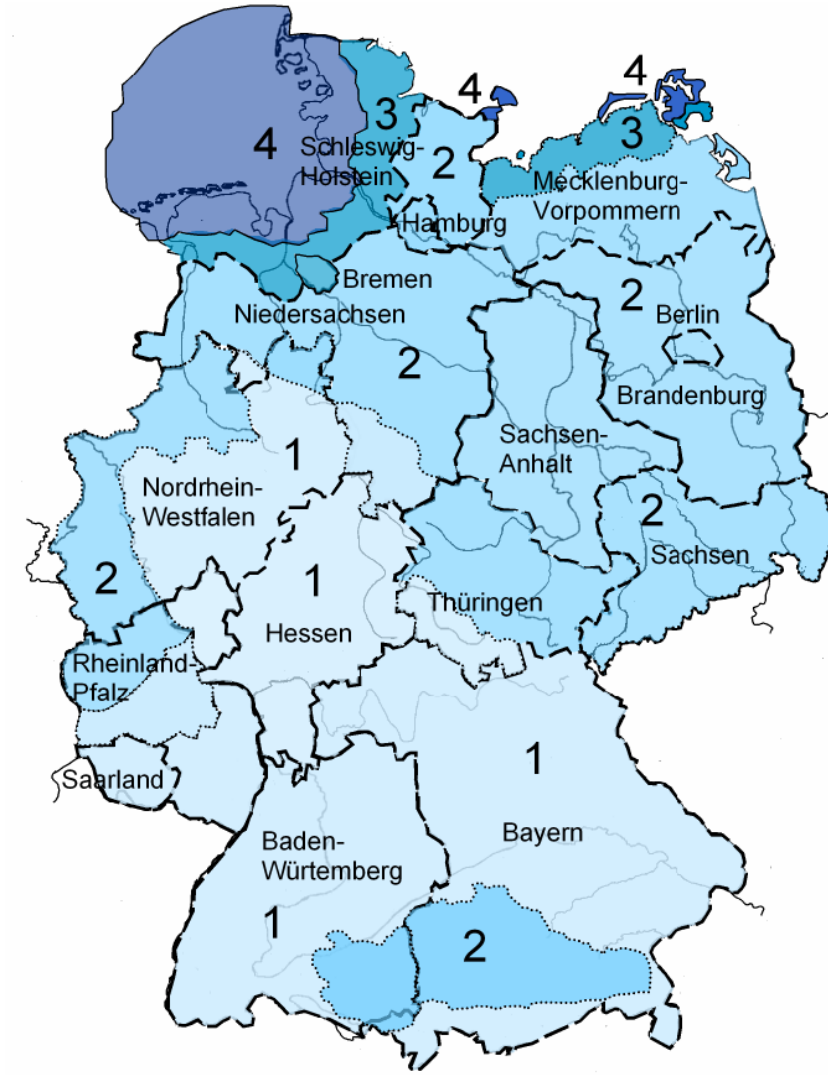 4
4
4
3
3
Schleswig-
Holstein
2
Mecklenburg-
Vorpommern
Hamburg
Bremen
2
Niedersachsen
Berlin
2
Brandenburg
1
Sachsen-
Anhalt
Nordrhein-
Westfalen
2
Sachsen
2
1
Thüringen
Hessen
Rheinland-
Pfalz
1
Saarland
Baden-
Würtemberg
Bayern
1
2